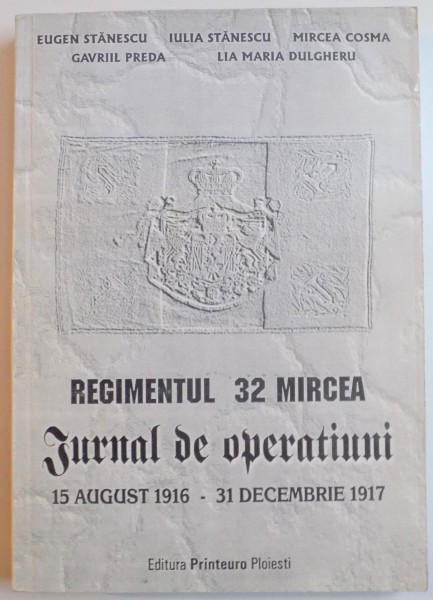 EUGEN STĂNESCU IULIA STĂNESCU MIRCEA COSMA
GAVRIIL PREDA LIA MARIA DULGHERU
REGIMENTUL 32 MIRCEA
Jurnal de operatiuni
15 AUGUST 1916 - 31 DECEMBRIE 1917
Editura Printeuro Ploiesti